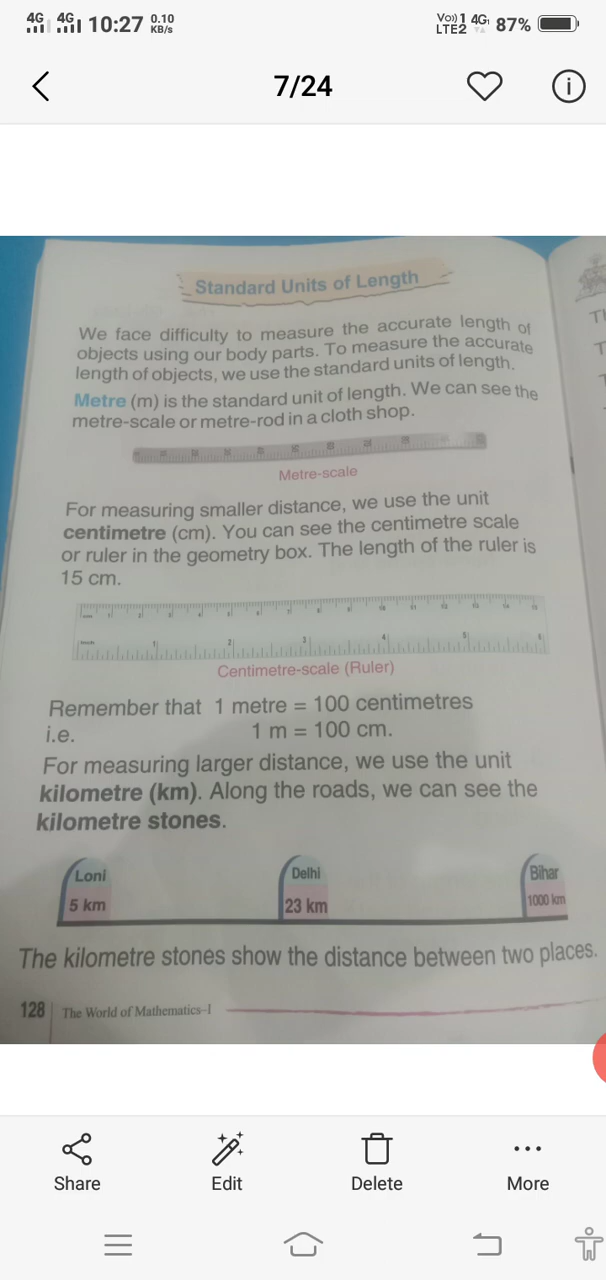 4G 4G 10:27 0.10 KB/s Vo)) 1 4G LTE2 87%
7/24
Standard Units of Length
We face difficulty to measure the accurate length of
objects using our body parts. To measure the accurate
length of objects, we use the standard units of length.
Metre (m) is the standard unit of length. We can see the
metre-scale or metre-rod in a cloth shop.
Metre-scale
For measuring smaller distance, we use the unit
centimetre (cm). You can see the centimetre scale
or ruler in the geometry box. The length of the ruler is
15 cm.
Centimetre-scale (Ruler)
Remember that 1 metre = 100 centimetres
i.e. 1 m = 100 cm.
For measuring larger distance, we use the unit
kilometre (km). Along the roads, we can see the
kilometre stones.
Loni Delhi Bihar
5 km 23 km 1000 km
The kilometre stones show the distance between two places.
128 The World of Mathematics-I
Share Edit Delete More